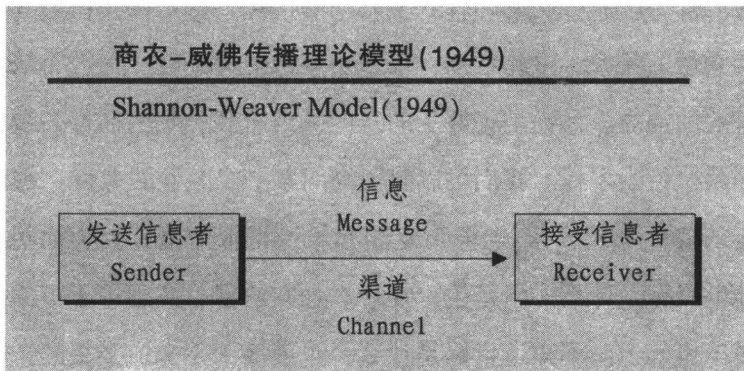 商农–威佛传播理论模型(1949)
Shannon-Weaver Model(1949)
信息
Message
发送信息者
Sender
接受信息者
Receiver
渠道
Channel